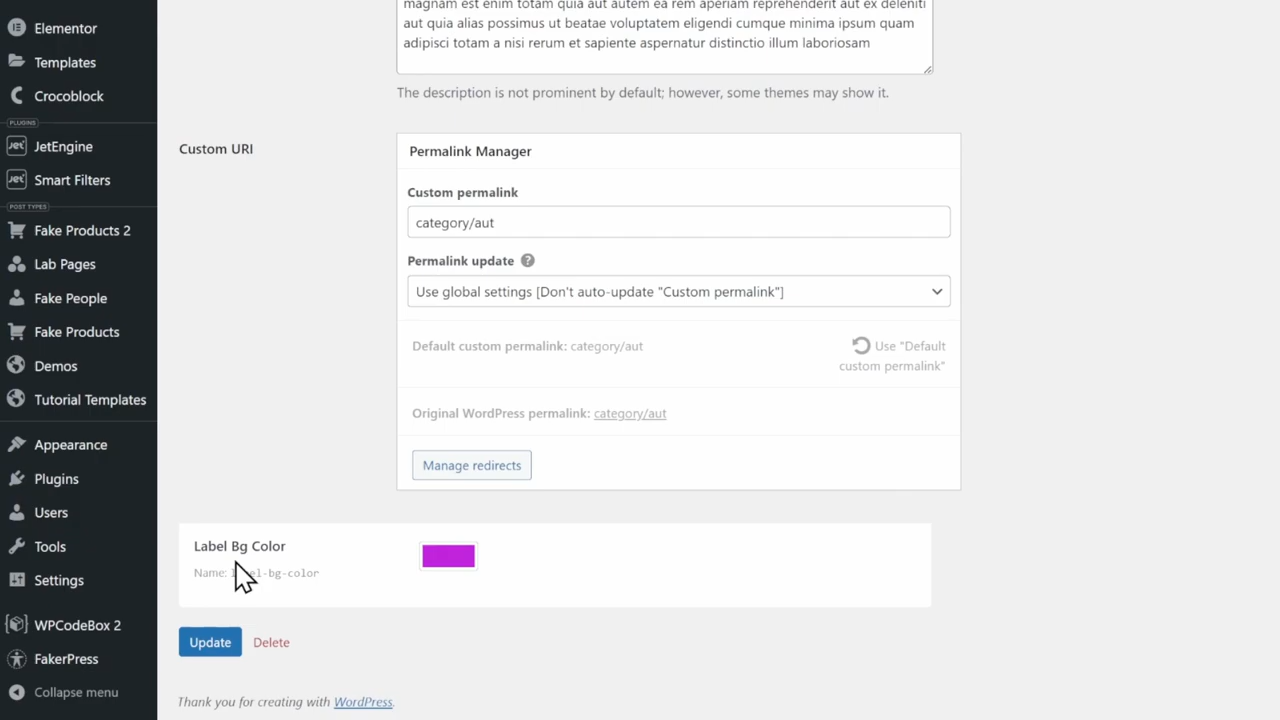 Elementor
Templates
Crocoblock
PLUGINS
JetEngine
Smart Filters
POST TYPES
Fake Products 2
Lab Pages
Fake People
Fake Products
Demos
Tutorial Templates
Appearance
Plugins
Users
Tools
Settings
WPCodeBox 2
FakerPress
Collapse menu
magnam est enim totam quia aut autem ea rem aperiam reprehenderit aut ex deleniti
aut quia alias possimus ut beatae voluptatem eligendi cumque minima ipsum quam
adipisci totam a nisi rerum et sapiente aspernatur distinctio illum laboriosam
The description is not prominent by default; however, some themes may show it.
Custom URI
Permalink Manager
Custom permalink
category/aut
Permalink update ?
Use global settings [Don't auto-update "Custom permalink"]
Default custom permalink: category/aut
Use "Default
custom permalink"
Original WordPress permalink: category/aut
Manage redirects
Label Bg Color
Name: label-bg-color
Update Delete
Thank you for creating with WordPress.